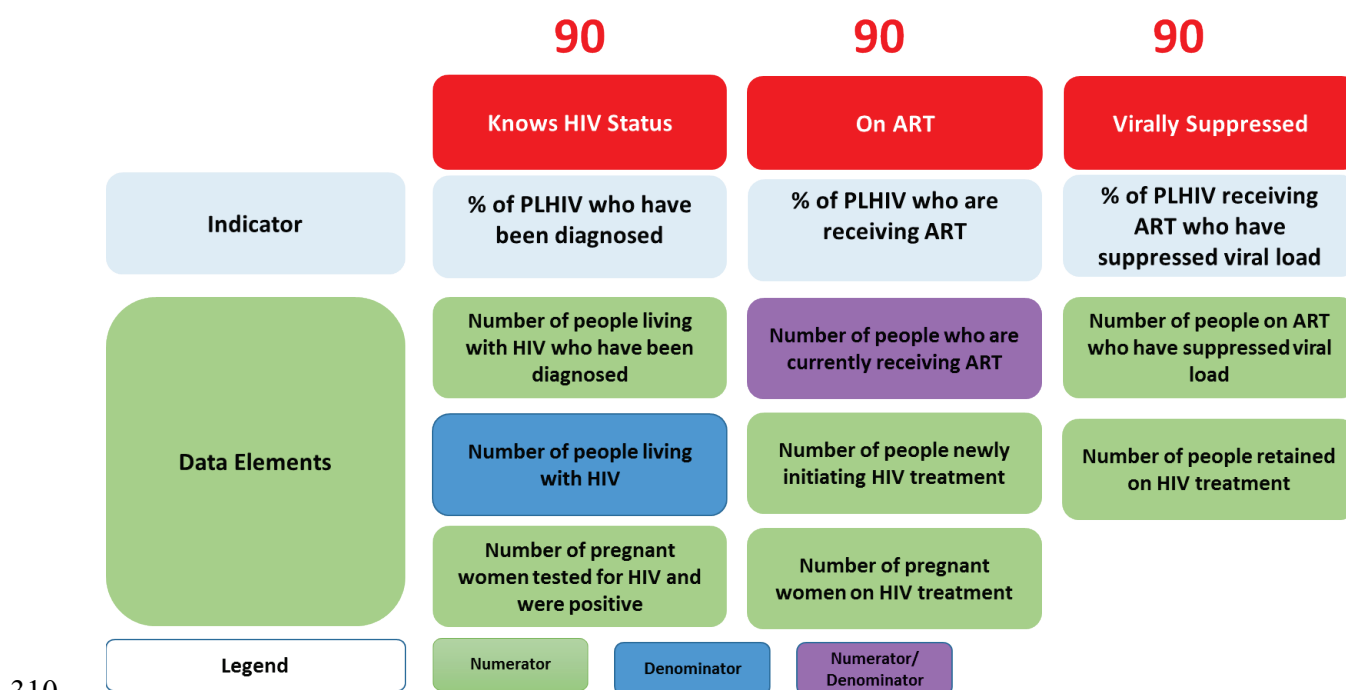 90
90
90
Knows HIV Status
On ART
Virally Suppressed
Indicator
% of PLHIV who have
been diagnosed
% of PLHIV who are
receiving ART
% of PLHIV receiving
ART who have
suppressed viral load
Data Elements
Number of people living
with HIV who have been
diagnosed
Number of people who are
currently receiving ART
Number of people on ART
who have suppressed viral
load
Number of people living
with HIV
Number of people newly
initiating HIV treatment
Number of people retained
on HIV treatment
Number of pregnant
women tested for HIV and
were positive
Number of pregnant
women on HIV treatment
Legend
Numerator
Denominator
Numerator/
Denominator
310